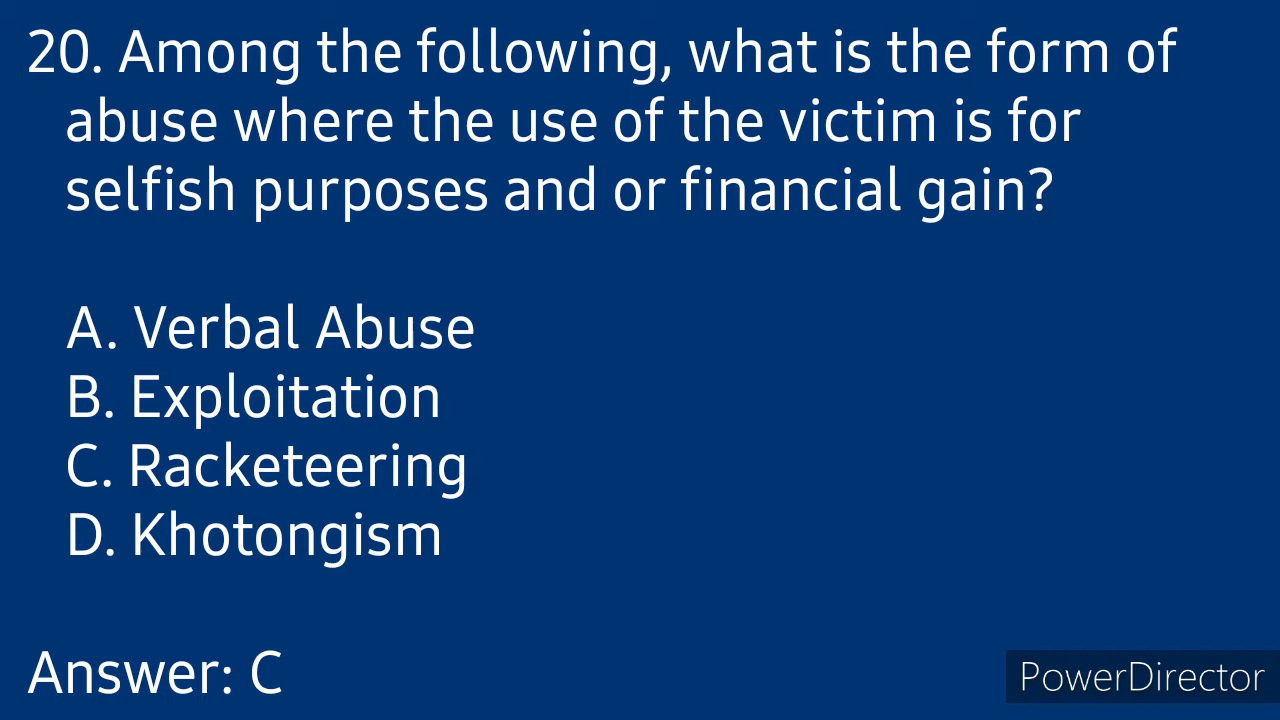 20. Among the following, what is the form of
abuse where the use of the victim is for
selfish purposes and or financial gain?
A. Verbal Abuse
B. Exploitation
C. Racketeering
D. Khotongism
Answer: C
PowerDirector